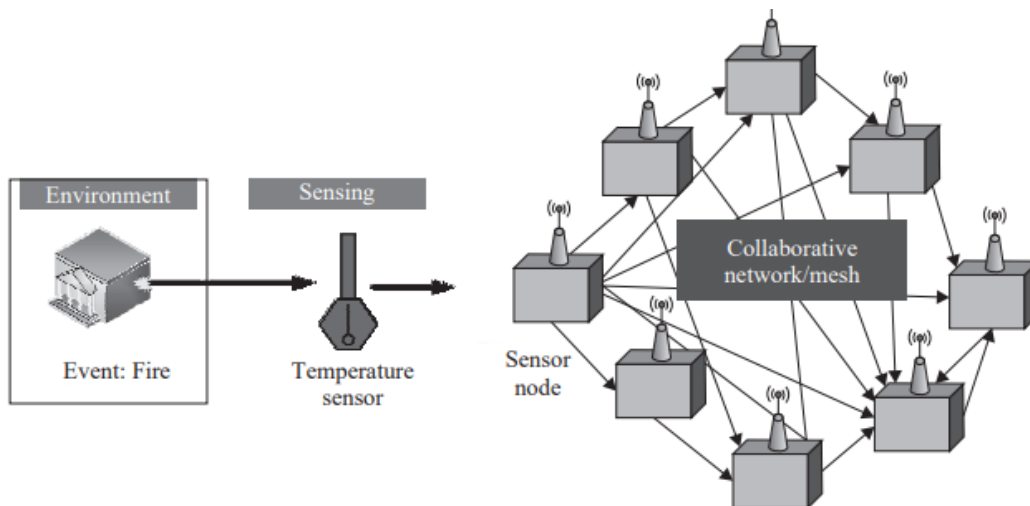 Environment
Event: Fire
Sensing
Temperature
sensor
Sensor
node
Collaborative
network/mesh